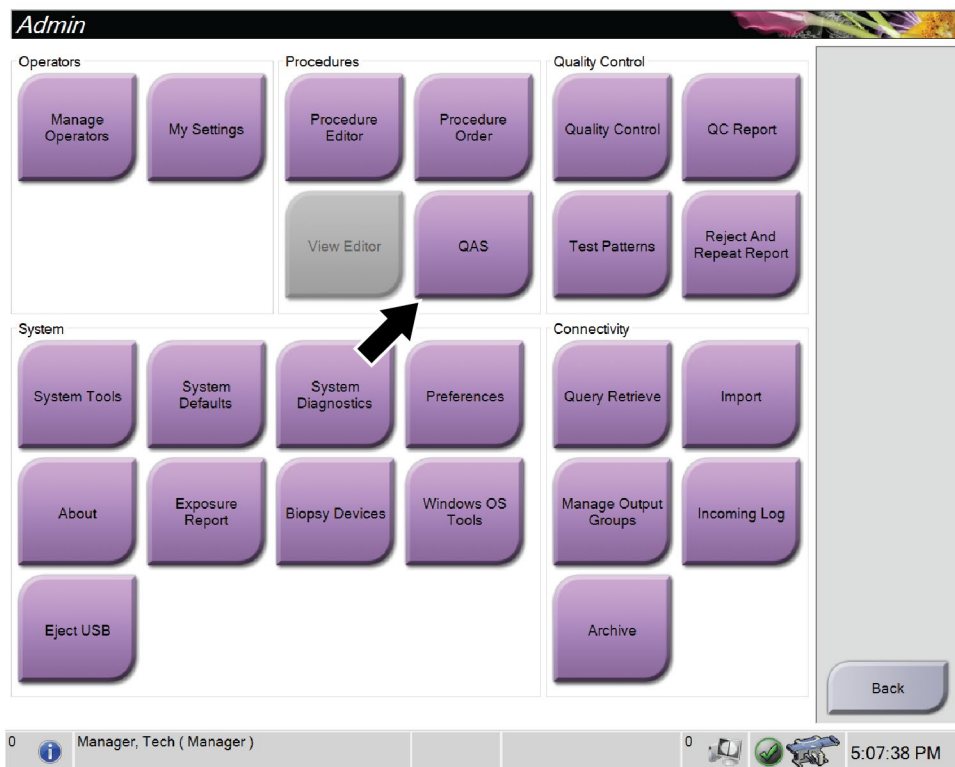 Admin
Operators
Manage
Operators
My Settings
Procedures
Procedure
Editor
Procedure
Order
View Editor
QAS
Quality Control
Quality Control
QC Report
Test Patterns
Reject And
Repeat Report
System
System Tools
System
Defaults
System
Diagnostics
Preferences
About
Exposure
Report
Biopsy Devices
Windows OS
Tools
Eject USB
Connectivity
Query Retrieve
Import
Manage Output
Groups
Incoming Log
Archive
Back
0
Manager, Tech ( Manager )
0
5:07:38 PM